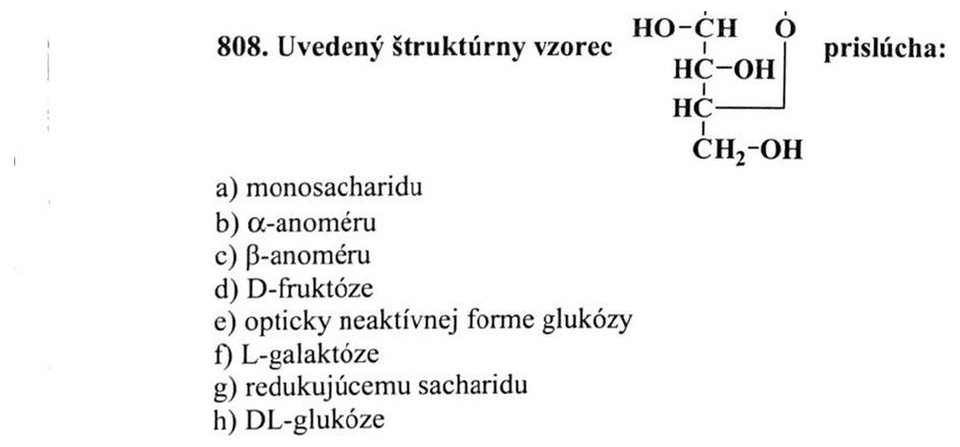 HO-CH O
808. Uvedený štruktúrny vzorec prislúcha:
HC-OH
HC
CH₂-OH
a) monosacharidu
b) α-anoméru
c) β-anoméru
d) D-fruktóze
e) opticky neaktívnej forme glukózy
f) L-galaktóze
g) redukujúcemu sacharidu
h) DL-glukóze